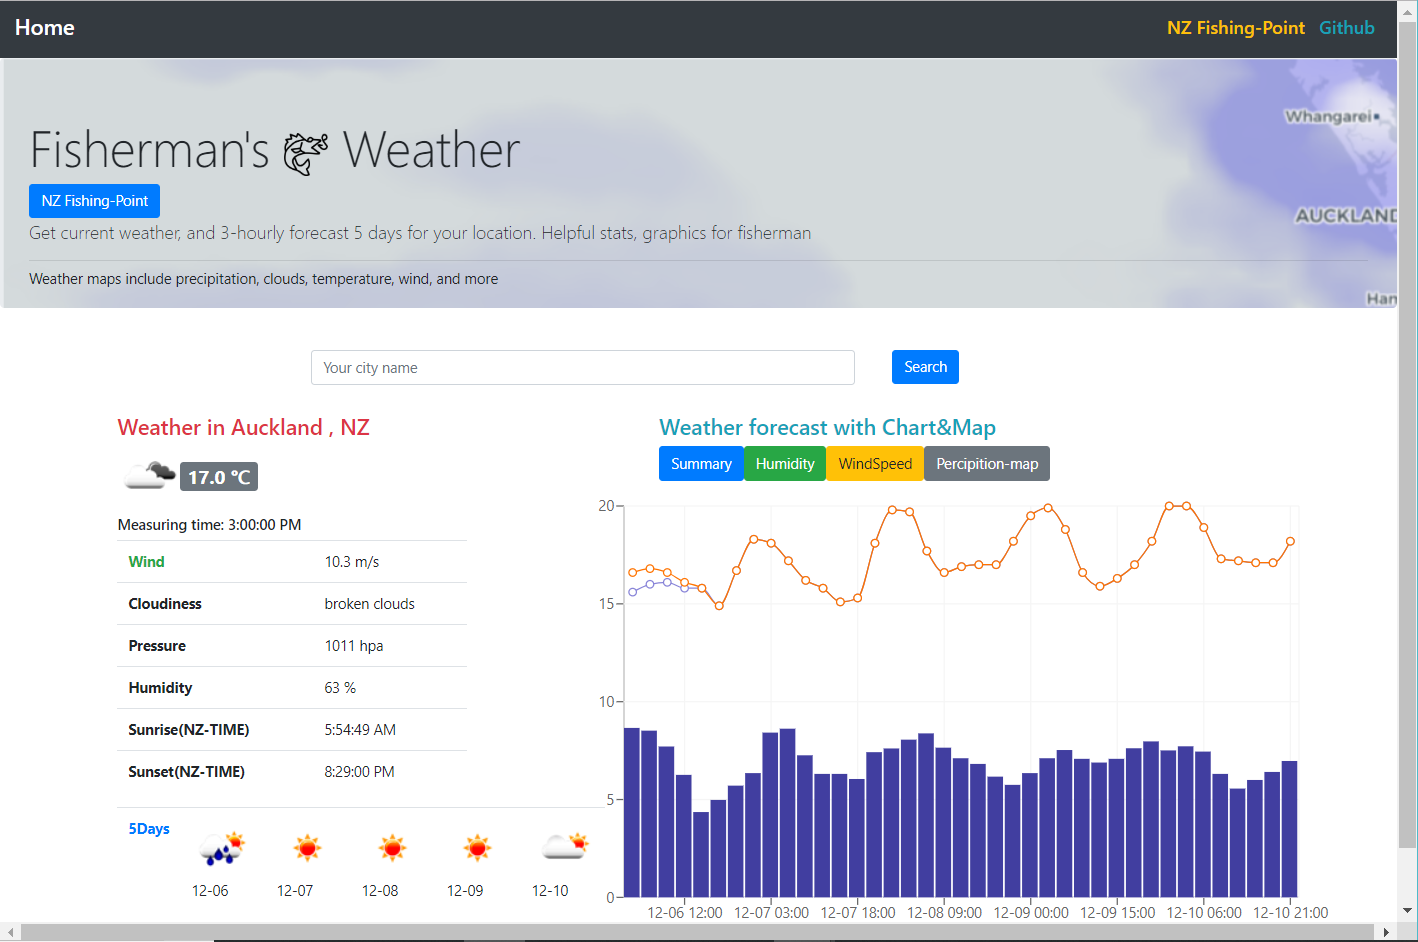 Home
NZ Fishing-Point Github
Whangarei
AUCKLAND
Fisherman's Weather
NZ Fishing-Point
Get current weather, and 3-hourly forecast 5 days for your location. Helpful stats, graphics for fisherman
Weather maps include precipitation, clouds, temperature, wind, and more
Han
Your city name
Search
Weather in Auckland , NZ
17.0 °C
Measuring time: 3:00:00 PM
Wind 10.3 m/s
Cloudiness broken clouds
Pressure 1011 hpa
Humidity 63 %
Sunrise(NZ-TIME) 5:54:49 AM
Sunset(NZ-TIME) 8:29:00 PM
5Days
12-06 12-07 12-08 12-09 12-10
Weather forecast with Chart&Map
Summary Humidity WindSpeed Percipition-map
20
15
10
5
0
12-06 12:00 12-07 03:00 12-07 18:00 12-08 09:00 12-09 00:00 12-09 15:00 12-10 06:00 12-10 21:00